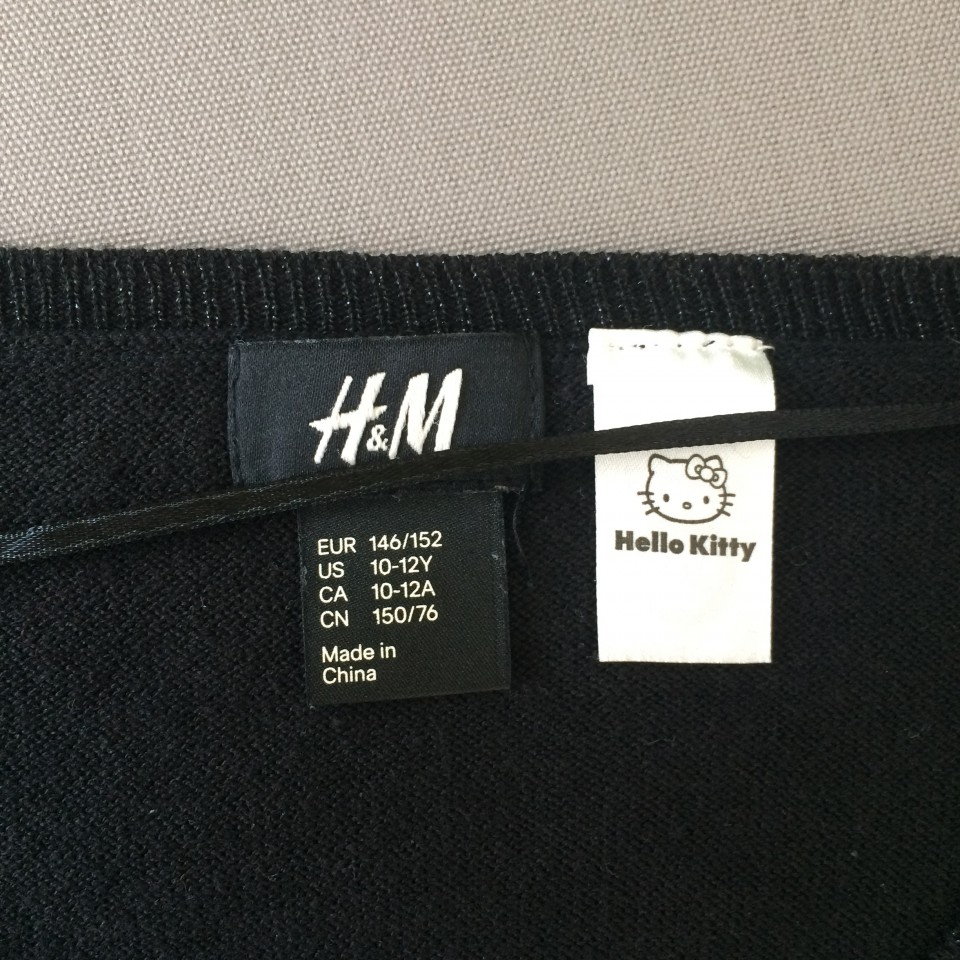 H&M
EUR 146/152
US 10-12Y
CA 10-12A
CN 150/76
Made in
China
Hello Kitty